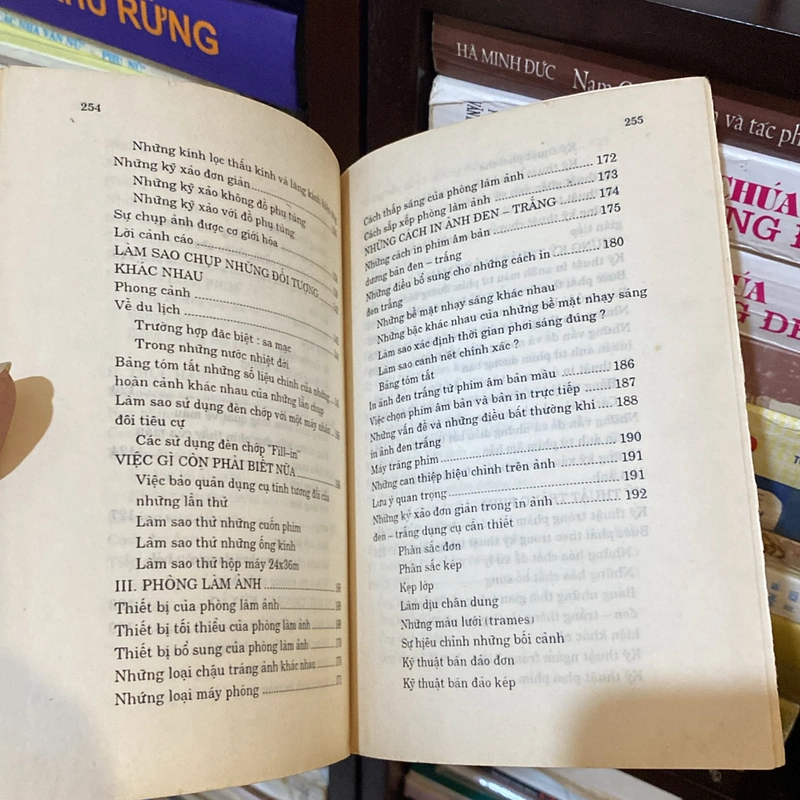 RỪNG
HÀ MINH ĐỨC
và tác
CHÚA
254
Những kính lọc thấu kính và lăng kính
Những kỹ xảo đơn giản
Những kỹ xảo không đồ phụ tùng
Những kỹ xảo với đồ phụ tùng
Sự chụp ảnh được cơ giới hóa
Lời cảnh cáo
LÀM SAO CHỤP NHỮNG ĐỐI TƯỢNG
KHÁC NHAU
Phong cảnh
Về du lịch
Trường hợp đăc biệt : sa mạc
Trong những nước nhiệt đới
Bảng tóm tắt những số liệu chính của những
hoàn cảnh khác nhau của những lần chụp
Làm sao sử dụng đèn chớp với một máy
đôi tiêu cự
Các sử dụng đèn chớp "Fill–in"
VIỆC GÌ CÒN PHẢI BIẾT NỮA
Việc bảo quản dụng cụ tinh tương đối của
những lần thử
Làm sao thử những cuốn phim
Làm sao thử những ống kính
Làm sao thử hộp máy 24x36m
III. PHÒNG LÀM ẢNH
Thiết bị của phòng làm ảnh
Thiết bị tối thiểu của phòng làm ảnh
Thiết bị bổ sung của phòng làm ảnh
Những loại chậu tráng ảnh khác nhau
Những loại máy phóng
255
Cách thắp sáng của phòng làm ảnh 172
Cách sắp xếp phòng làm ảnh 173
NHỮNG CÁCH IN ẢNH ĐEN – TRẮNG 174
Những cách in phim âm bản 175
dương bản đen – trắng
Những điều bổ sung cho những cách in 180
đen trắng
Những bề mặt nhạy sáng khác nhau
Những bậc khác nhau của những bề mặt nhạy sáng
Làm sao xác định thời gian phơi sáng đúng ?
Làm sao canh nét chính xác ?
Bảng tóm tắt
In ảnh đen trắng từ phim âm bản màu 186
Việc chọn phim âm bản và bản in trực tiếp 187
Những vấn đề và những điều bất thường khi 188
in ảnh đen trắng
Máy tráng phim 190
Những can thiệp hiệu chỉnh trên ảnh 191
Lưu ý quan trọng 191
Những kỹ xảo đơn giản trong in ảnh 192
đen – trắng dụng cụ cần thiết
Phân sắc đơn
Phân sắc kép
Kẹp lớp
Làm dịu chân dung
Những màu lưới (trames)
Sự hiệu chỉnh những bối cảnh
Kỹ thuật bán đảo đơn
Kỹ thuật bán đảo kép